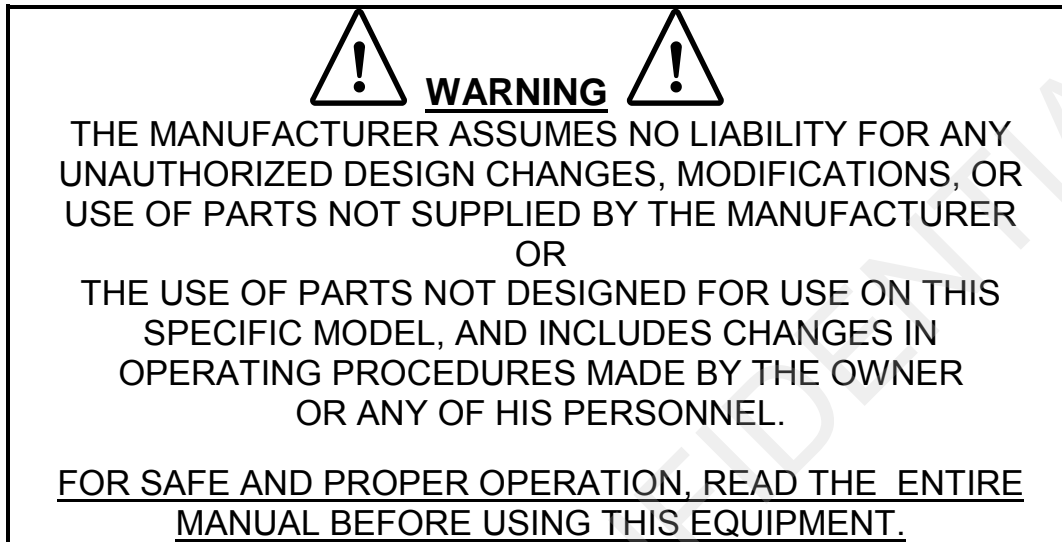 WARNING
THE MANUFACTURER ASSUMES NO LIABILITY FOR ANY
UNAUTHORIZED DESIGN CHANGES, MODIFICATIONS, OR
USE OF PARTS NOT SUPPLIED BY THE MANUFACTURER
OR
THE USE OF PARTS NOT DESIGNED FOR USE ON THIS
SPECIFIC MODEL, AND INCLUDES CHANGES IN
OPERATING PROCEDURES MADE BY THE OWNER
OR ANY OF HIS PERSONNEL.
FOR SAFE AND PROPER OPERATION, READ THE  ENTIRE
MANUAL BEFORE USING THIS EQUIPMENT.